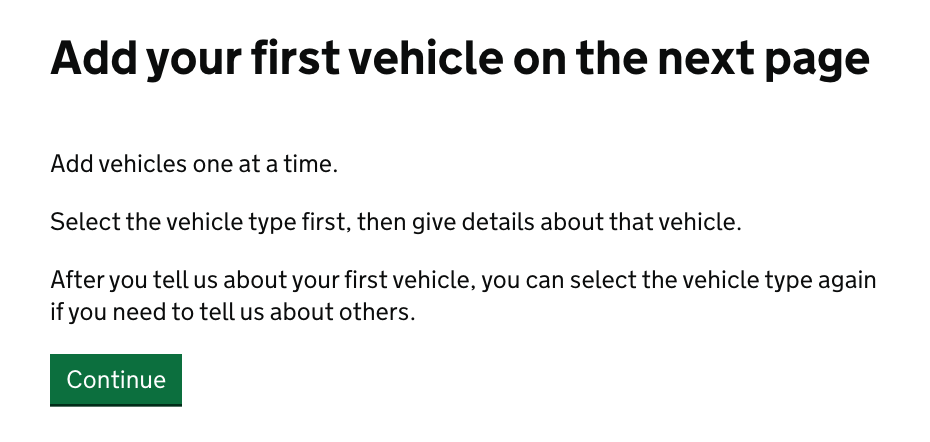 Add your first vehicle on the next page
Add vehicles one at a time.
Select the vehicle type first, then give details about that vehicle.
After you tell us about your first vehicle, you can select the vehicle type again
if you need to tell us about others.
Continue